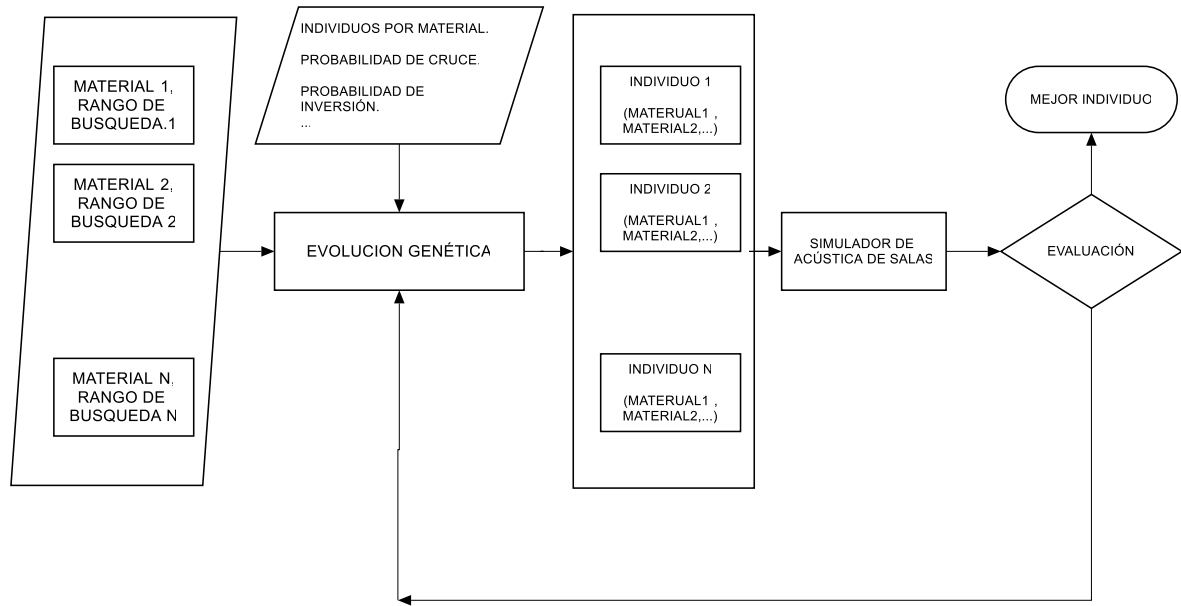 MATERIAL 1,
RANGO DE
BUSQUEDA.1
MATERIAL 2,
RANGO DE
BUSQUEDA 2
MATERIAL N,
RANGO DE
BUSQUEDA N
INDIVIDUOS POR MATERIAL.
PROBABILIDAD DE CRUCE.
PROBABILIDAD DE
INVERSIÓN.
...
EVOLUCION GENÉTICA
INDIVIDUO 1
(MATERUAL1 ,
MATERIAL2,...)
INDIVIDUO 2
(MATERUAL1 ,
MATERIAL2,...)
INDIVIDUO N
(MATERUAL1 ,
MATERIAL2,...)
SIMULADOR DE
ACÚSTICA DE SALAS
EVALUACIÓN
MEJOR INDIVIDUO